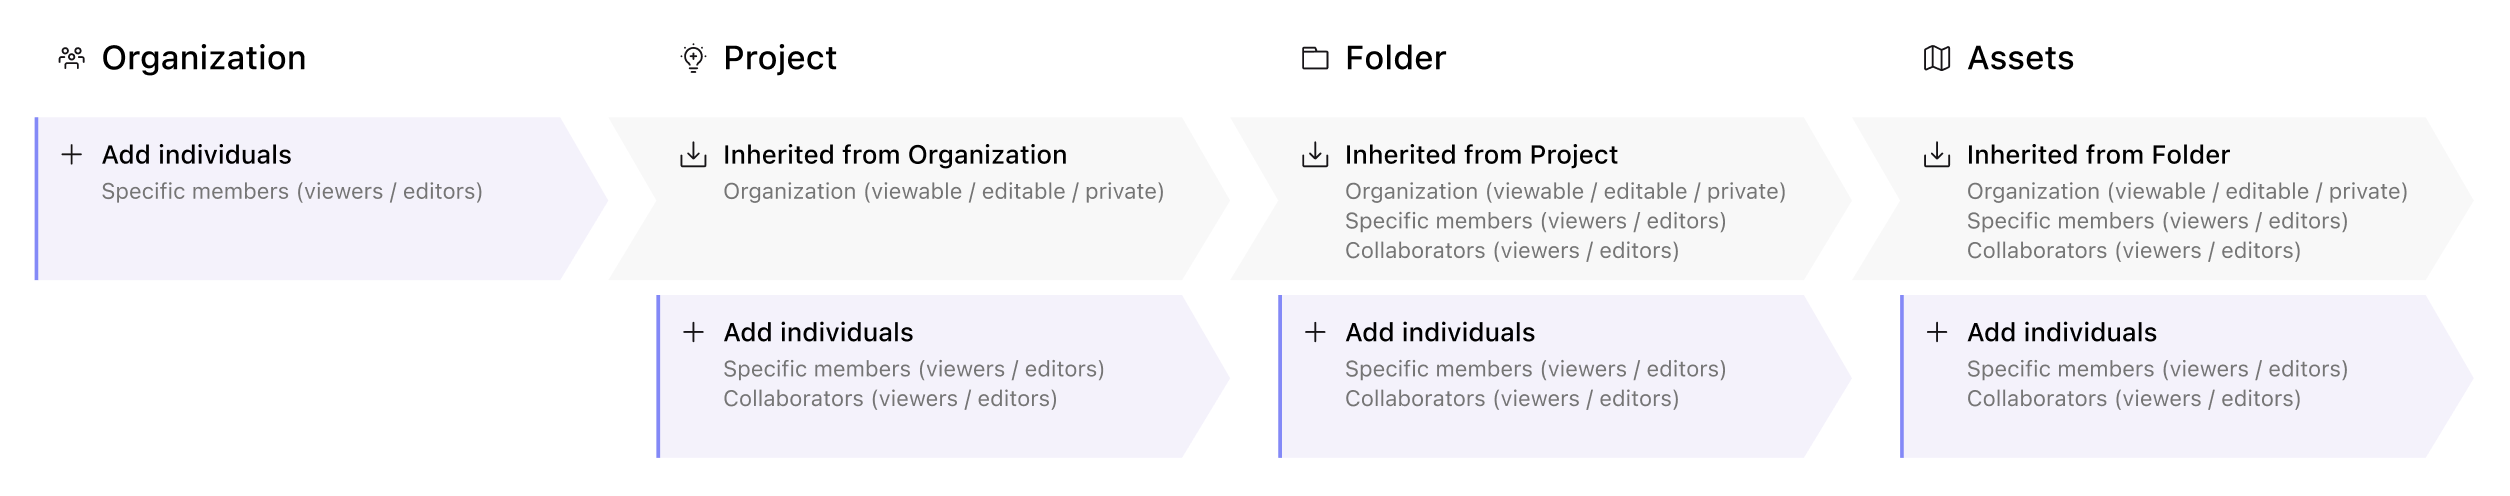 Organization
Project
Folder
Assets
Add individuals
Specific members (viewers / editors)
Inherited from Organization
Organization (viewable / editable / private)
Inherited from Project
Organization (viewable / editable / private)
Specific members (viewers / editors)
Collaborators (viewers / editors)
Inherited from Folder
Organization (viewable / editable / private)
Specific members (viewers / editors)
Collaborators (viewers / editors)
Add individuals
Specific members (viewers / editors)
Collaborators (viewers / editors)
Add individuals
Specific members (viewers / editors)
Collaborators (viewers / editors)
Add individuals
Specific members (viewers / editors)
Collaborators (viewers / editors)